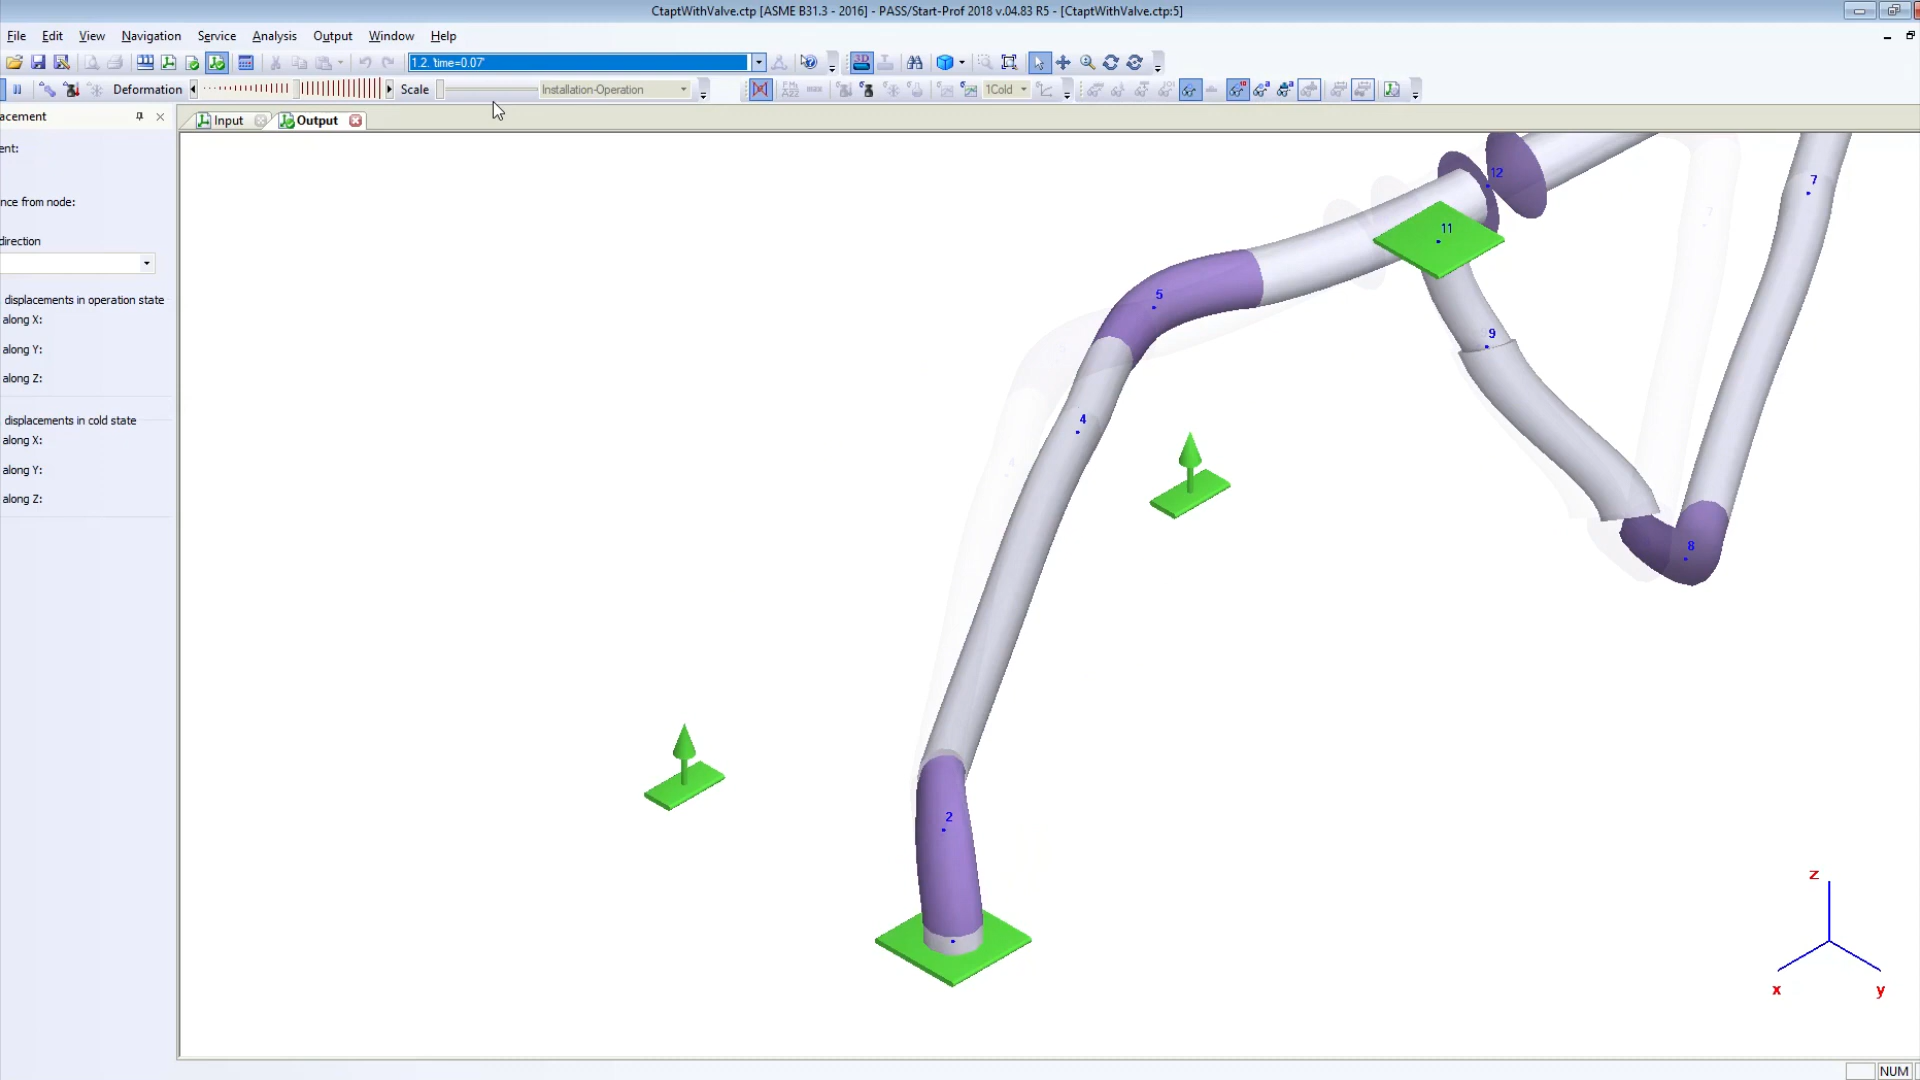 CtaptWithValve.ctp [ASME B31.3 - 2016] - PASS/Start-Prof 2018 v.04.83 R5 - [CtaptWithValve.ctp:5]
File Edit View Navigation Service Analysis Output Window Help
1.2. 'time=0.07'
Deformation Scale Installation-Operation 1Cold
acement
Input Output
ent:
nce from node:
direction
displacements in operation state
along X:
along Y:
along Z:
displacements in cold state
along X:
along Y:
along Z:
12
7
11
5
9
4
8
2
z
x
y
NUM